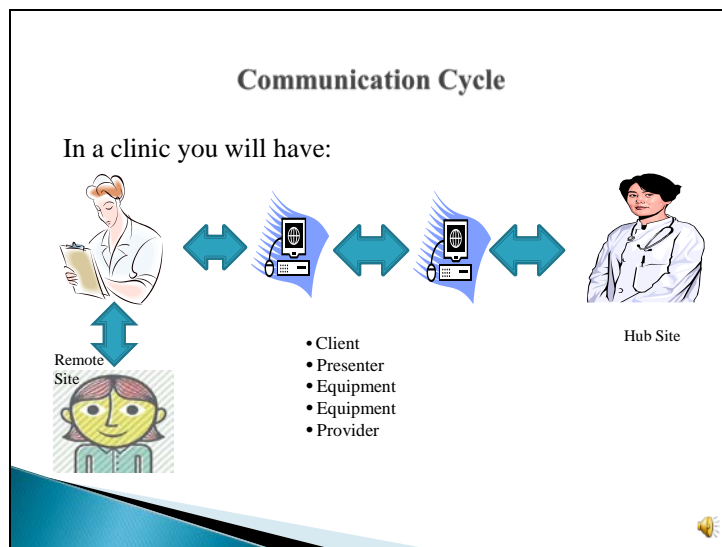 Communication Cycle
In a clinic you will have:
Remote
Site
• Client
• Presenter
• Equipment
• Equipment
• Provider
Hub Site